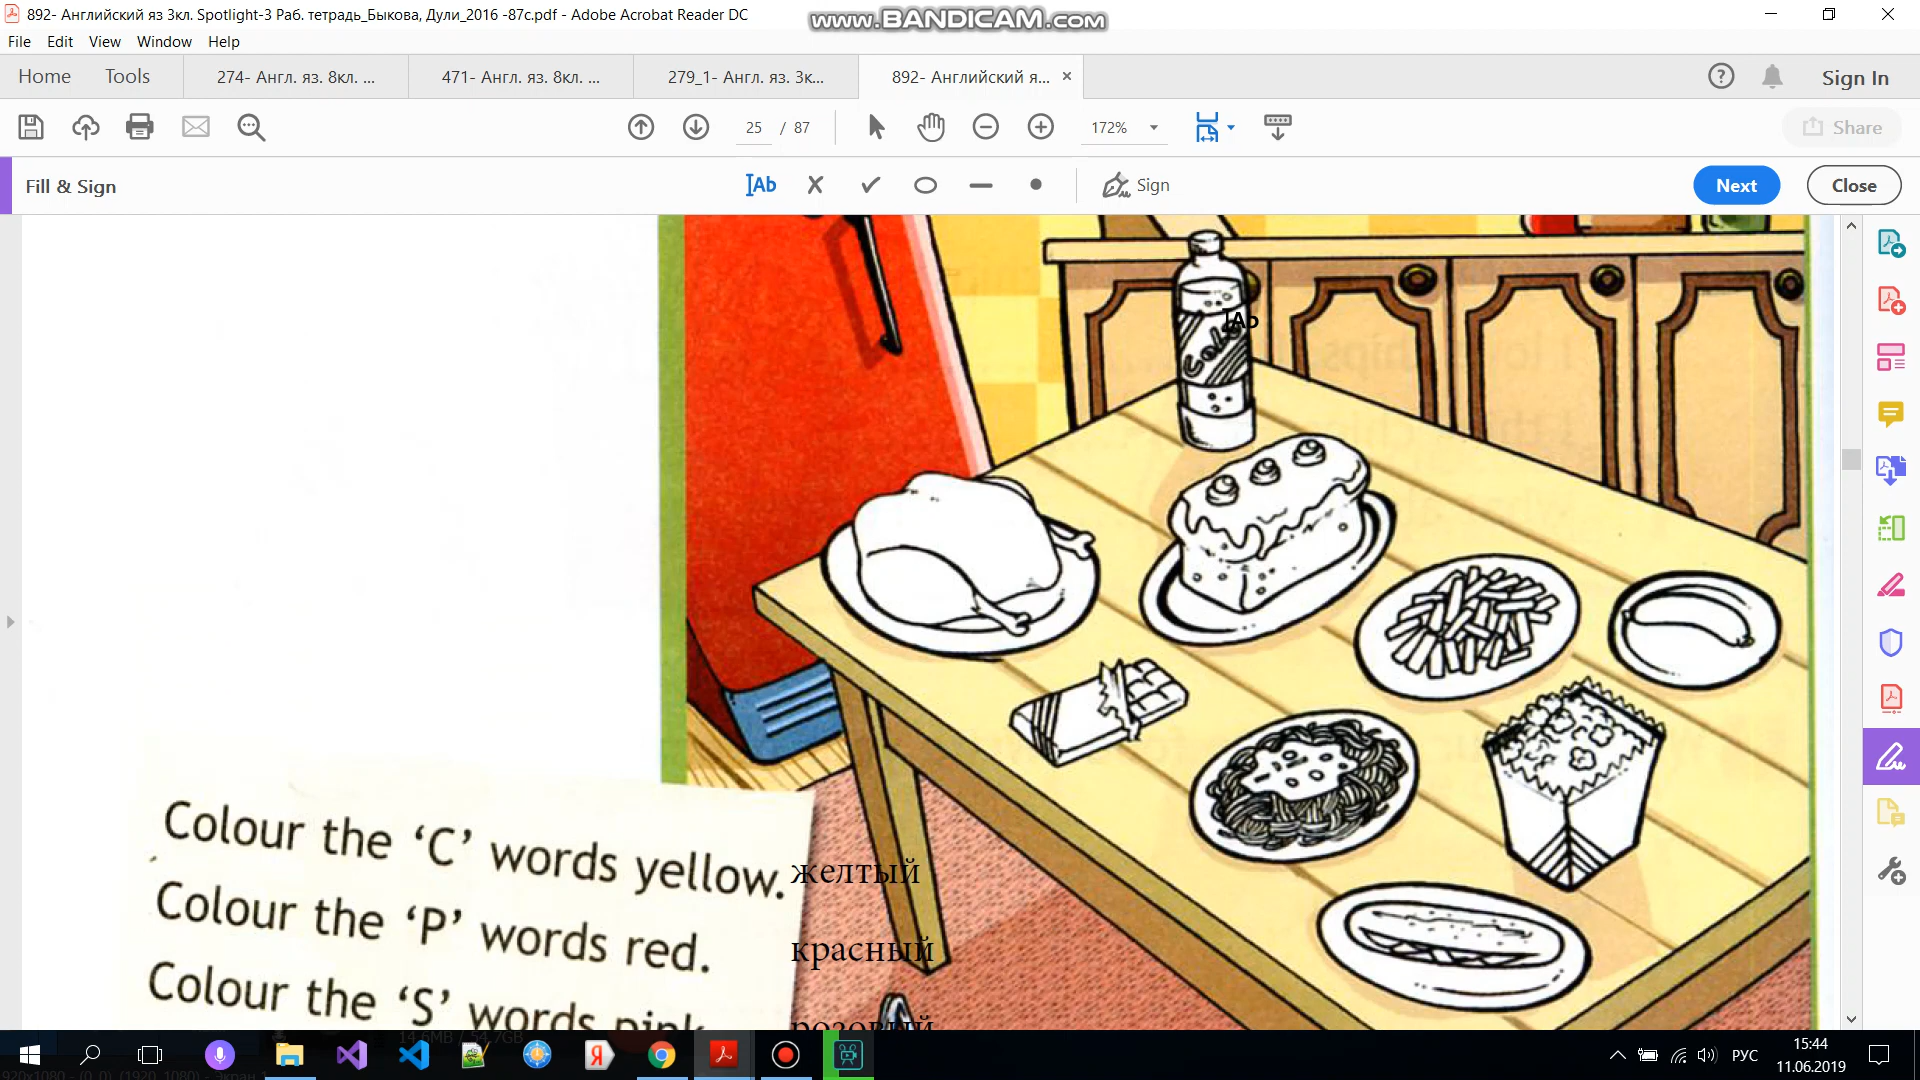 892- Английский яз 3кл. Spotlight-3 Раб. тетрадь_Быкова, Дули_2016 -87с.pdf - Adobe Acrobat Reader DC
www.BANDICAM.com
File Edit View Window Help
Home Tools 274- Англ. яз. 8кл. ... 471- Англ. яз. 8кл. ... 279_1- Англ. яз. 3к... 892- Английский я... Sign In
25 / 87 172% Share
Fill & Sign Ab Sign Next Close
Ab
Cola
Colour the ‘C’ words yellow. желтый
Colour the ‘P’ words red. красный
Colour the ‘S’ words pink розовый
15:44
РУС
11.06.2019